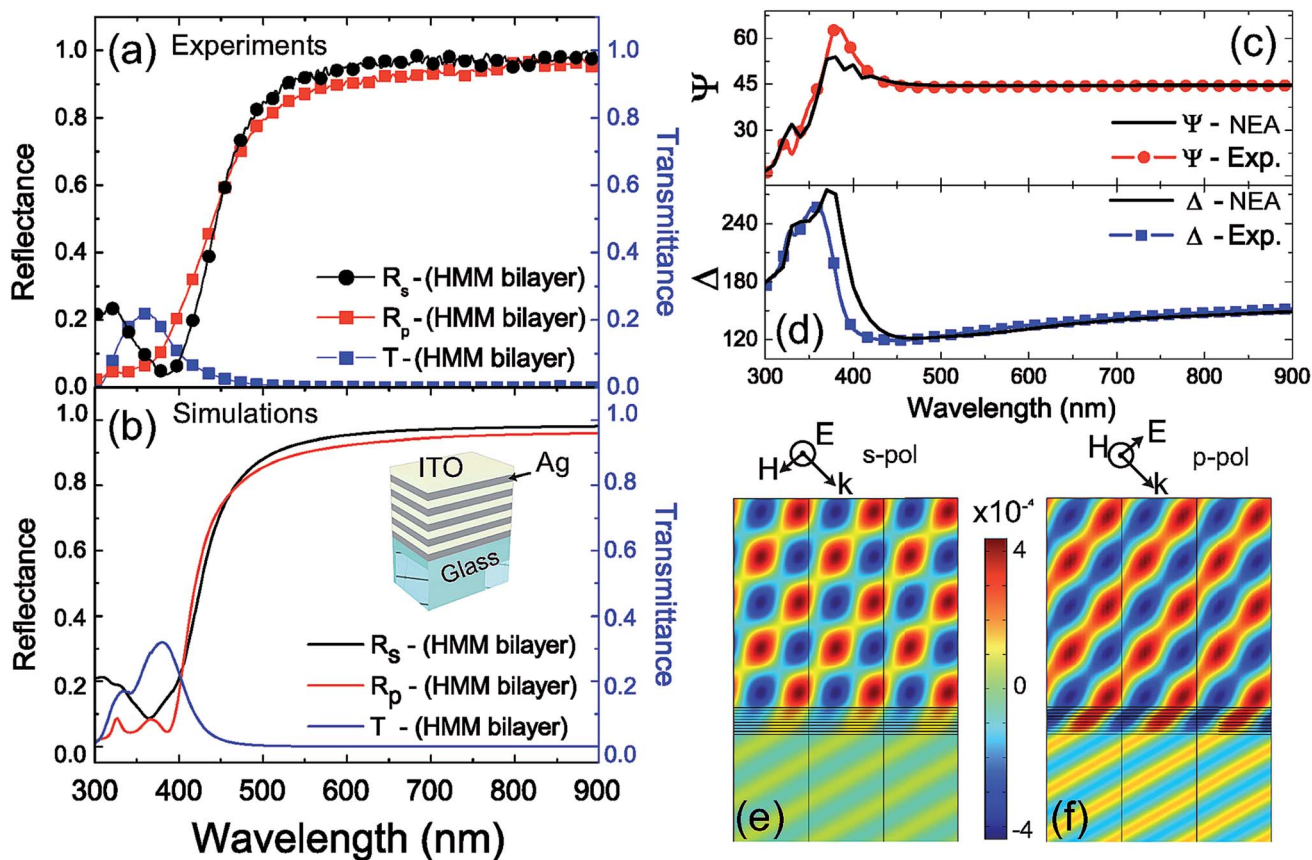 (a) Experiments
1.0
0.8
0.6
0.4
0.2
0.0
Reflectance
1.0
0.8
0.6
0.4
0.2
0.0
Transmittance
Rs - (HMM bilayer)
Rp - (HMM bilayer)
T - (HMM bilayer)
(b) Simulations
1.0
0.8
0.6
0.4
0.2
0.0
Reflectance
1.0
0.8
0.6
0.4
0.2
0.0
Transmittance
ITO
Ag
Glass
Rs - (HMM bilayer)
Rp - (HMM bilayer)
T - (HMM bilayer)
300 400 500 600 700 800 900
Wavelength (nm)
(c)
60
45
30
Ψ
Ψ - NEA
Ψ - Exp.
(d)
240
180
120
Δ
Δ - NEA
Δ - Exp.
300 400 500 600 700 800 900
Wavelength (nm)
E
H
k
s-pol
(e)
x10⁻⁴
4
0
-4
H
E
k
p-pol
(f)